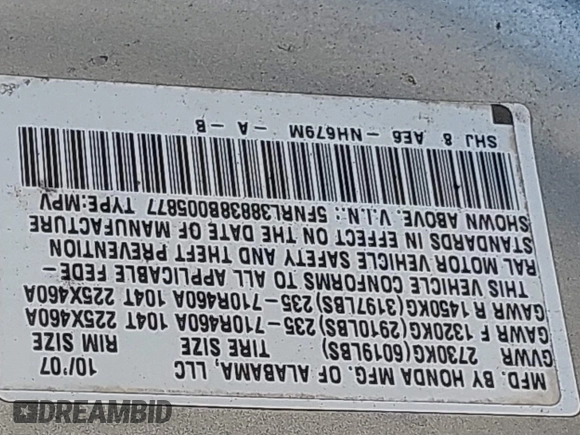 MFD. BY HONDA MFG. OF ALABAMA, LLC 10/'07
GVWR TIRE SIZE RIM SIZE
2730KG(6019LBS)
GAWR F 1320KG(2910LBS) 235-710R460A 104T 225X460A
GAWR R 1450KG(3197LBS) 235-710R460A 104T 225X460A
THIS VEHICLE CONFORMS TO ALL APPLICABLE FEDE-
RAL MOTOR VEHICLE SAFETY AND THEFT PREVENTION
STANDARDS IN EFFECT ON THE DATE OF MANUFACTURE
SHOWN ABOVE. V.I.N.: 5FNRL38838B005877 TYPE:MPV
SHJ 8 AE6 - NH679M - A - B
DREAMBID